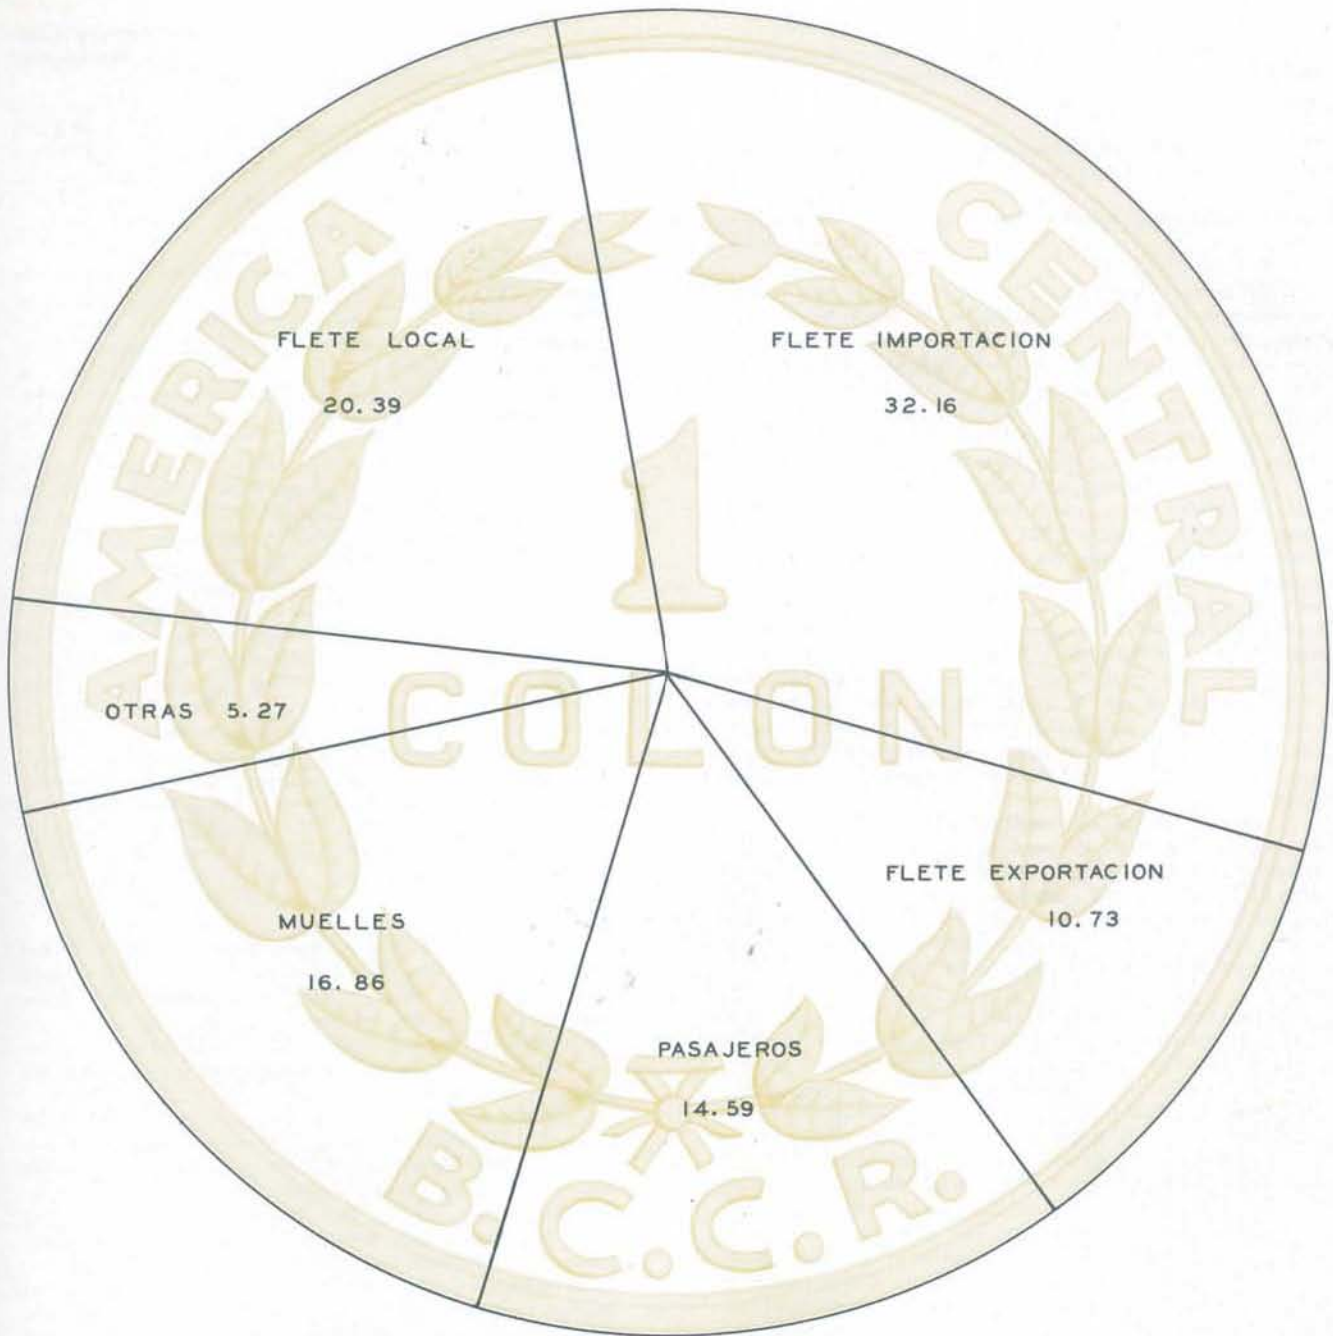 AMERICA CENTRAL
FLETE LOCAL
20.39
FLETE IMPORTACION
32.16
1
COLON
OTRAS 5.27
FLETE EXPORTACION
10.73
MUELLES
16.86
PASAJEROS
14.59
B.C.C.R.